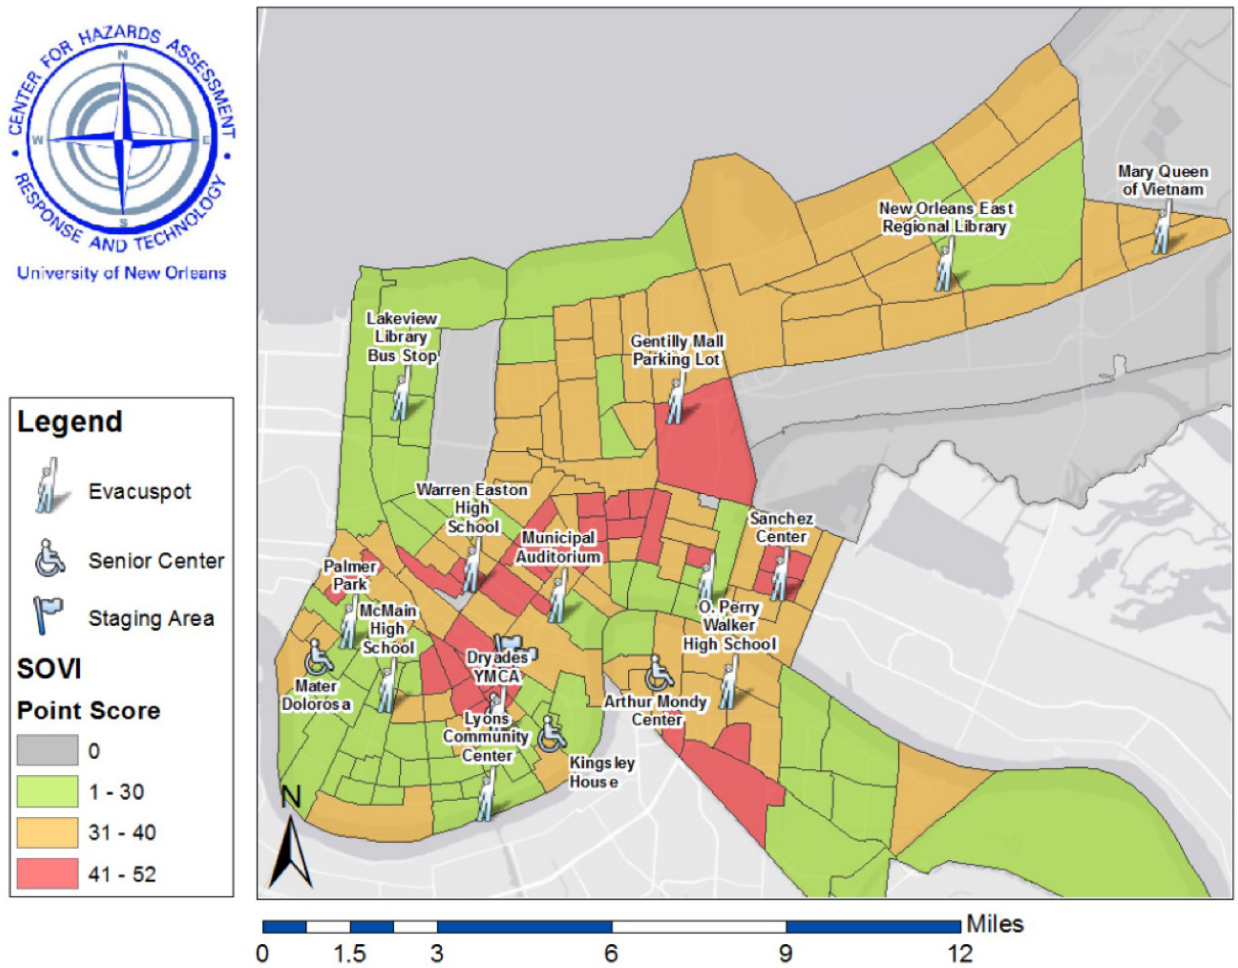 CENTER FOR HAZARDS ASSESSMENT
RESPONSE AND TECHNOLOGY
N
W
E
S
University of New Orleans
Legend
Evacuspot
Senior Center
Staging Area
SOVI
Point Score
0
1 - 30
31 - 40
41 - 52
Mary Queen
of Vietnam
New Orleans East
Regional Library
Lakeview
Library
Bus Stop
Gentilly Mall
Parking Lot
Warren Easton
High
School
Municipal
Auditorium
Sanchez
Center
Palmer
Park
McMain
High
School
O. Perry
Walker
High School
Dryades
YMCA
Mater
Dolorosa
Arthur Mondy
Center
Lyons
Community
Center
Kingsley
House
N
0
1.5
3
6
9
12
Miles